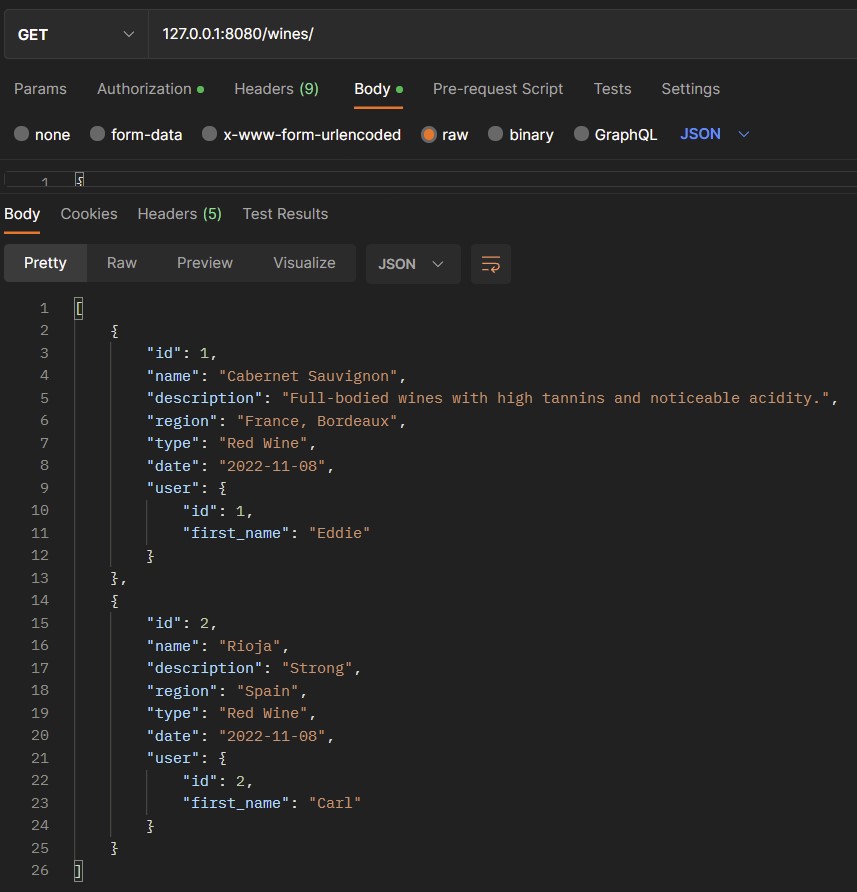 GET 127.0.0.1:8080/wines/
Params Authorization Headers (9) Body Pre-request Script Tests Settings
none form-data x-www-form-urlencoded raw binary GraphQL JSON
1 {
Body Cookies Headers (5) Test Results
Pretty Raw Preview Visualize JSON
1 [
2 {
3 "id": 1,
4 "name": "Cabernet Sauvignon",
5 "description": "Full-bodied wines with high tannins and noticeable acidity.",
6 "region": "France, Bordeaux",
7 "type": "Red Wine",
8 "date": "2022-11-08",
9 "user": {
10 "id": 1,
11 "first_name": "Eddie"
12 }
13 },
14 {
15 "id": 2,
16 "name": "Rioja",
17 "description": "Strong",
18 "region": "Spain",
19 "type": "Red Wine",
20 "date": "2022-11-08",
21 "user": {
22 "id": 2,
23 "first_name": "Carl"
24 }
25 }
26 ]